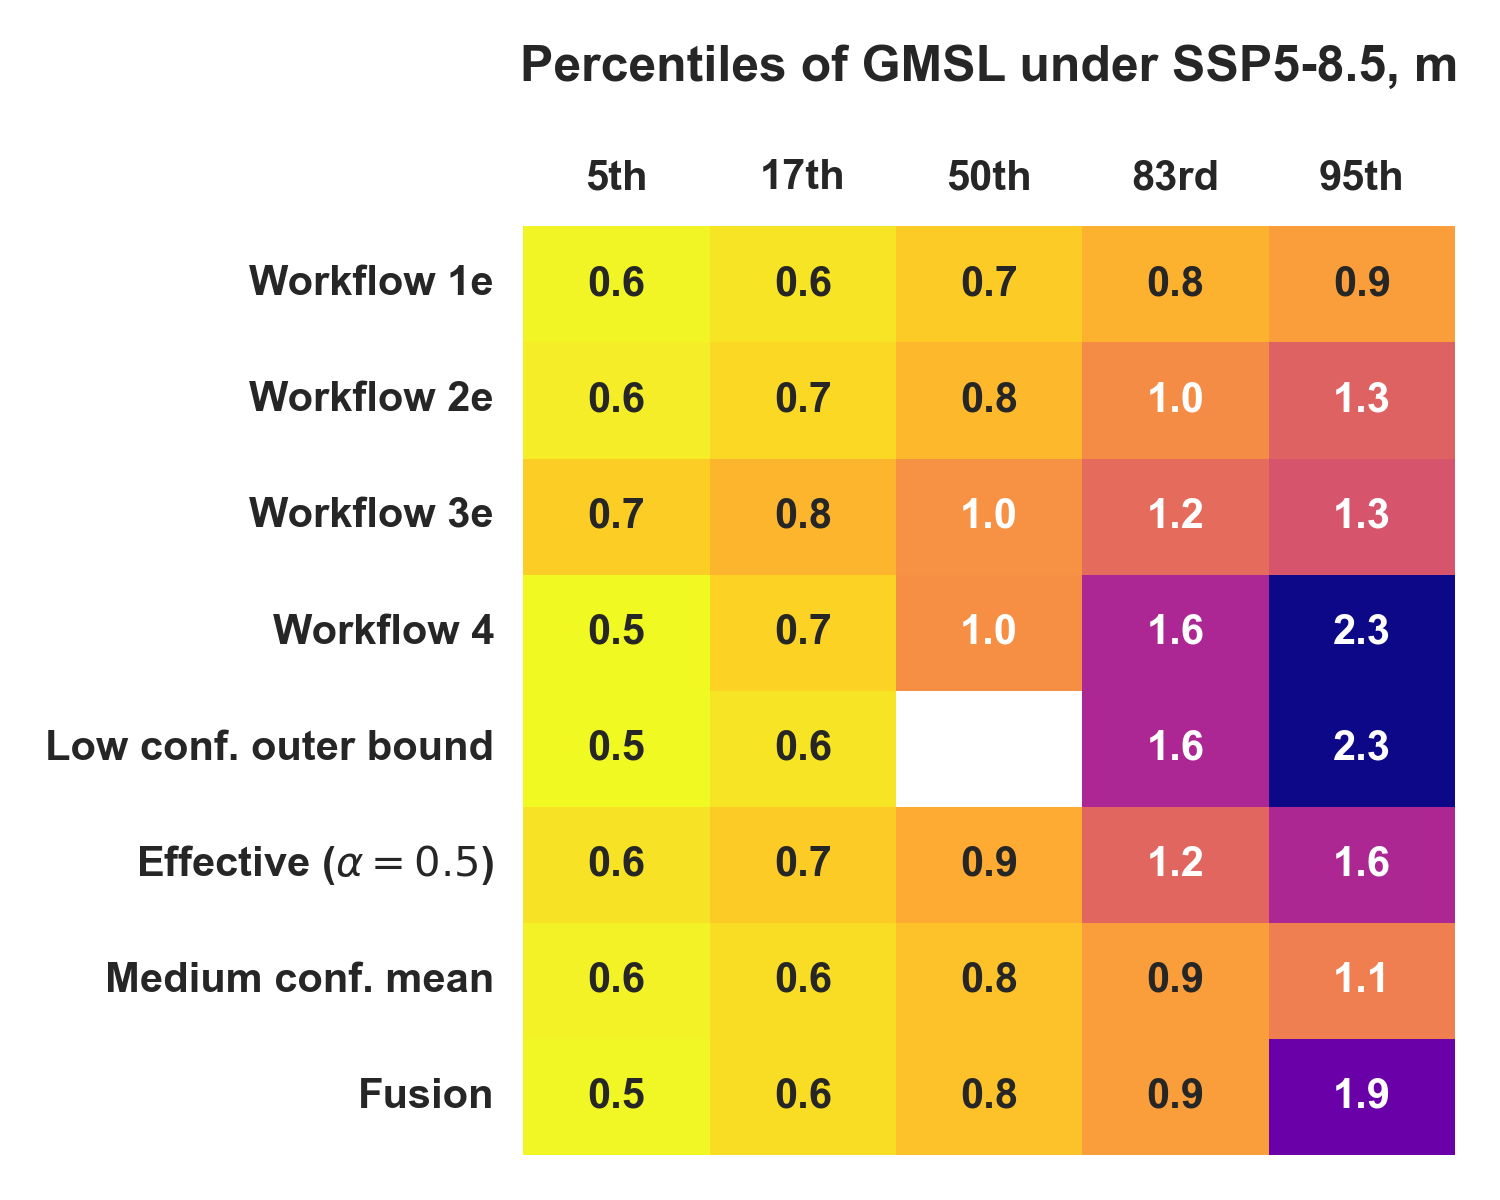 Percentiles of GMSL under SSP5-8.5, m
5th 17th 50th 83rd 95th
Workflow 1e 0.6 0.6 0.7 0.8 0.9
Workflow 2e 0.6 0.7 0.8 1.0 1.3
Workflow 3e 0.7 0.8 1.0 1.2 1.3
Workflow 4 0.5 0.7 1.0 1.6 2.3
Low conf. outer bound 0.5 0.6 1.6 2.3
Effective (α = 0.5) 0.6 0.7 0.9 1.2 1.6
Medium conf. mean 0.6 0.6 0.8 0.9 1.1
Fusion 0.5 0.6 0.8 0.9 1.9